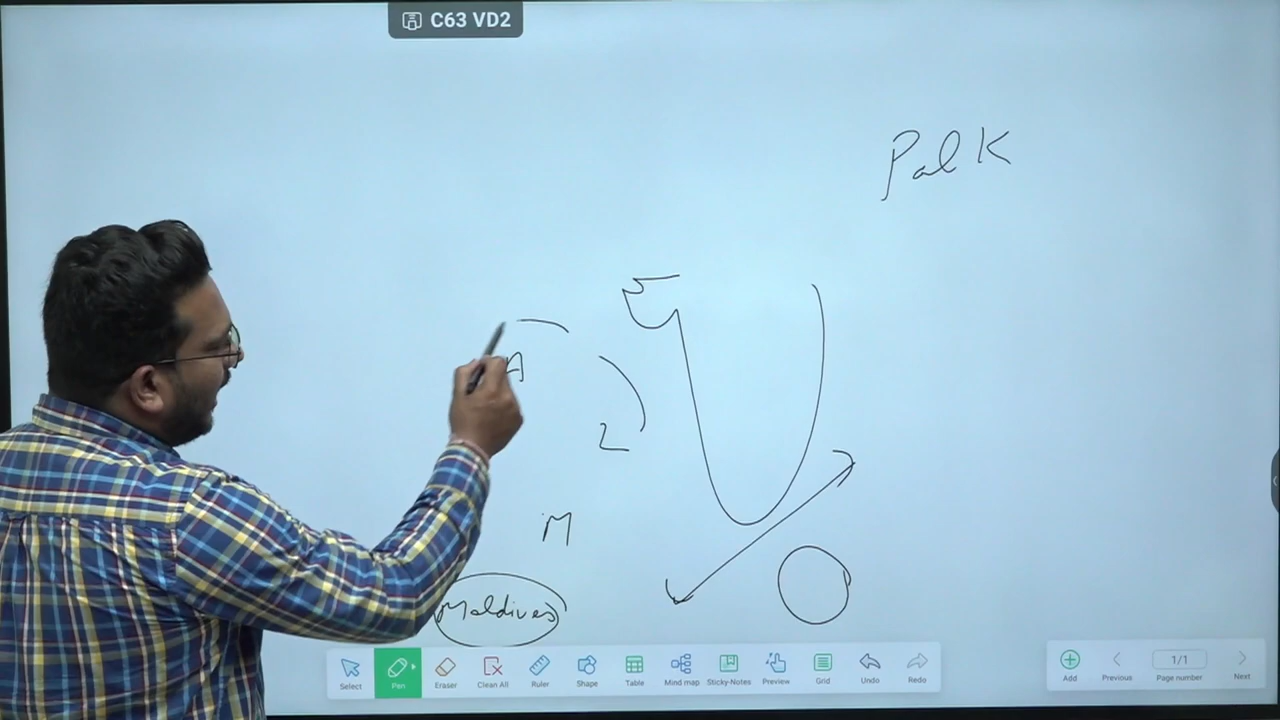 C63 VD2
Palk
A
L
M
Maldives
Select
Pen
Eraser
Clean All
Ruler
Shape
Table
Mind map
Sticky-Notes
Preview
Grid
Undo
Redo
Add
Previous
1/1
Page number
Next